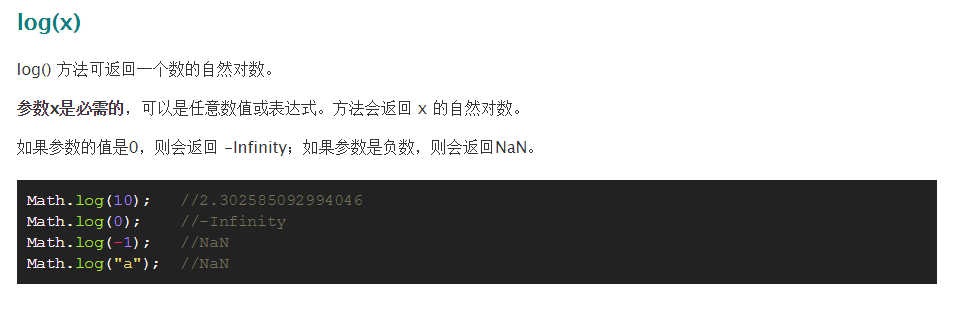 log(x)
log() 方法可返回一个数的自然对数。
参数x是必需的，可以是任意数值或表达式。方法会返回 x 的自然对数。
如果参数的值是0，则会返回 -Infinity；如果参数是负数，则会返回NaN。
Math.log(10);   //2.302585092994046
Math.log(0);    //-Infinity
Math.log(-1);   //NaN
Math.log("a");  //NaN